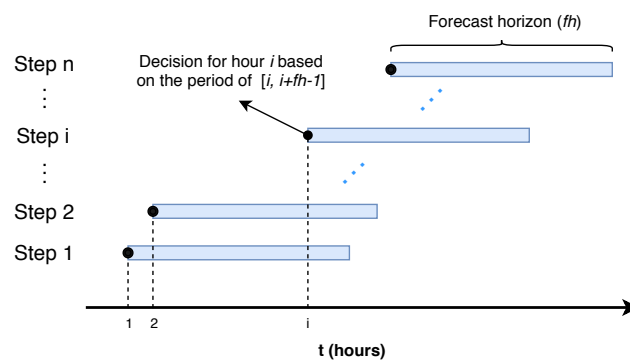 Forecast horizon (fh)
Step n
Decision for hour i based
on the period of [i, i+fh-1]
⋮
Step i
⋮
Step 2
Step 1
1 2 i
t (hours)